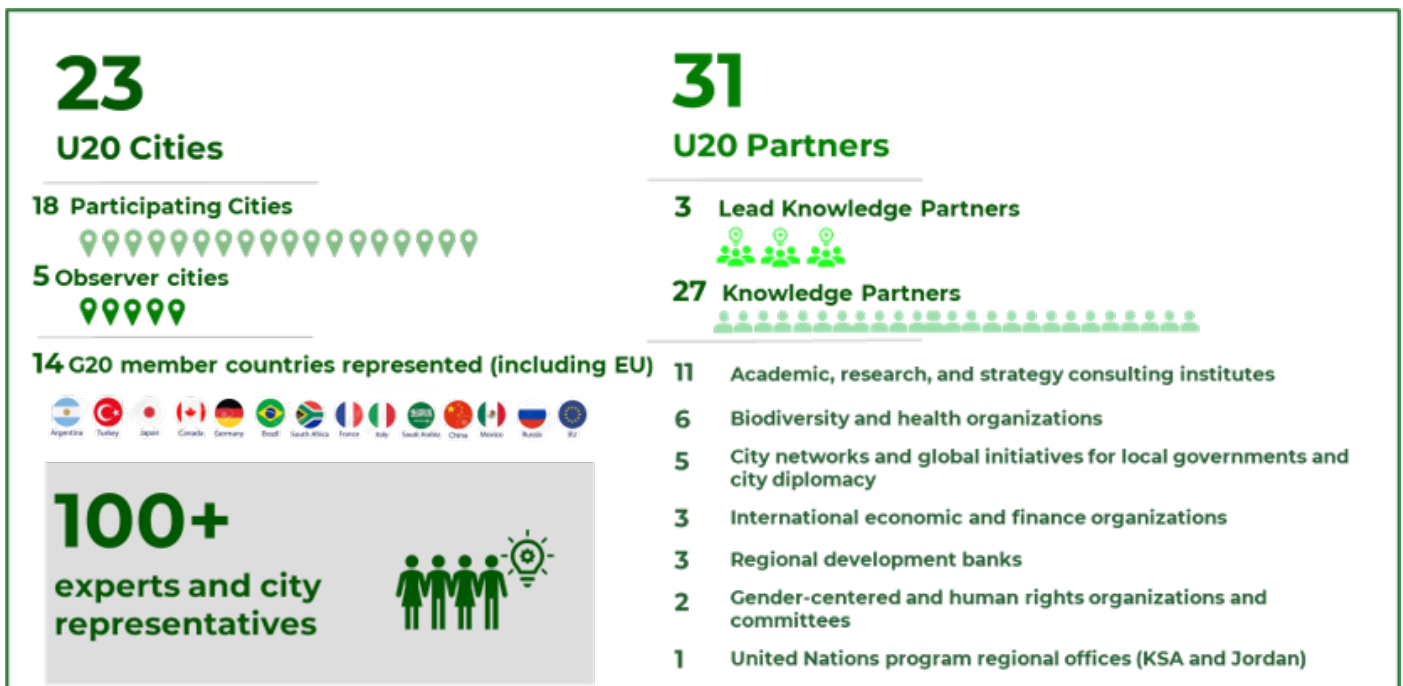 23
U20 Cities
18 Participating Cities
5 Observer cities
14 G20 member countries represented (including EU)
Argentina Turkey Japan Canada Germany Brazil South Africa France Italy Saudi Arabia China Mexico Russia EU
100+
experts and city
representatives
31
U20 Partners
3 Lead Knowledge Partners
27 Knowledge Partners
11 Academic, research, and strategy consulting institutes
6 Biodiversity and health organizations
5 City networks and global initiatives for local governments and
city diplomacy
3 International economic and finance organizations
3 Regional development banks
2 Gender-centered and human rights organizations and
committees
1 United Nations program regional offices (KSA and Jordan)